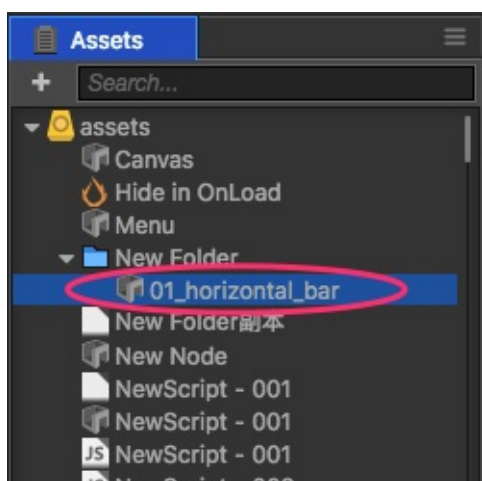 Assets
Search...
assets
Canvas
Hide in OnLoad
Menu
New Folder
01_horizontal_bar
New Folder副本
New Node
NewScript - 001
NewScript - 001
JS NewScript - 001